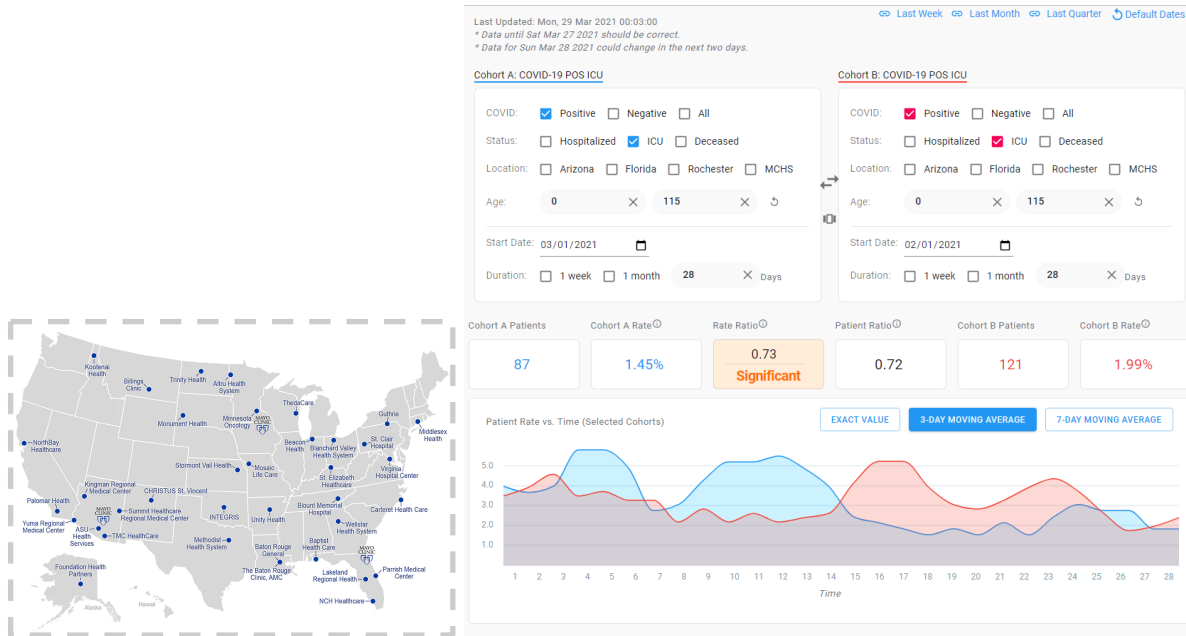 Kootenai
Health
Billings
Clinic
Trinity Health
Altru Health
System
ThedaCare
Monument Health
Minnesota
Oncology
MAYO
CLINIC
Guthrie
Middlesex
Health
NorthBay
Healthcare
Beacon
Health
Blanchard Valley
Health System
St. Clair
Hospital
Stormont Vail Health
Mosaic
Life Care
St. Elizabeth
Healthcare
Virginia
Hospital Center
Kingman Regional
Medical Center
CHRISTUS St. Vincent
Palomar Health
MAYO
CLINIC
Summit Healthcare
Regional Medical Center
INTEGRIS
Unity Health
Blount Memorial
Hospital
Carteret Health Care
Yuma Regional
Medical Center
ASU
Health
Services
TMC HealthCare
Wellstar
Health System
Methodist
Health System
Baton Rouge
General
Baptist
Health Care
MAYO
CLINIC
Foundation Health
Partners
The Baton Rouge
Clinic, AMC
Lakeland
Regional Health
Parrish Medical
Center
NCH Healthcare
Alaska
Hawaii
Last Updated: Mon, 29 Mar 2021 00:03:00
* Data until Sat Mar 27 2021 should be correct.
* Data for Sun Mar 28 2021 could change in the next two days.
Last Week Last Month Last Quarter Default Dates
Cohort A: COVID-19 POS ICU
COVID: Positive Negative All
Status: Hospitalized ICU Deceased
Location: Arizona Florida Rochester MCHS
Age: 0 115
Start Date: 03/01/2021
Duration: 1 week 1 month 28 Days
Cohort B: COVID-19 POS ICU
COVID: Positive Negative All
Status: Hospitalized ICU Deceased
Location: Arizona Florida Rochester MCHS
Age: 0 115
Start Date: 02/01/2021
Duration: 1 week 1 month 28 Days
Cohort A Patients
87
Cohort A Rate
1.45%
Rate Ratio
0.73
Significant
Patient Ratio
0.72
Cohort B Patients
121
Cohort B Rate
1.99%
Patient Rate vs. Time (Selected Cohorts)
EXACT VALUE 3-DAY MOVING AVERAGE 7-DAY MOVING AVERAGE
5.0
4.0
3.0
2.0
1.0
1 2 3 4 5 6 7 8 9 10 11 12 13 14 15 16 17 18 19 20 21 22 23 24 25 26 27 28
Time